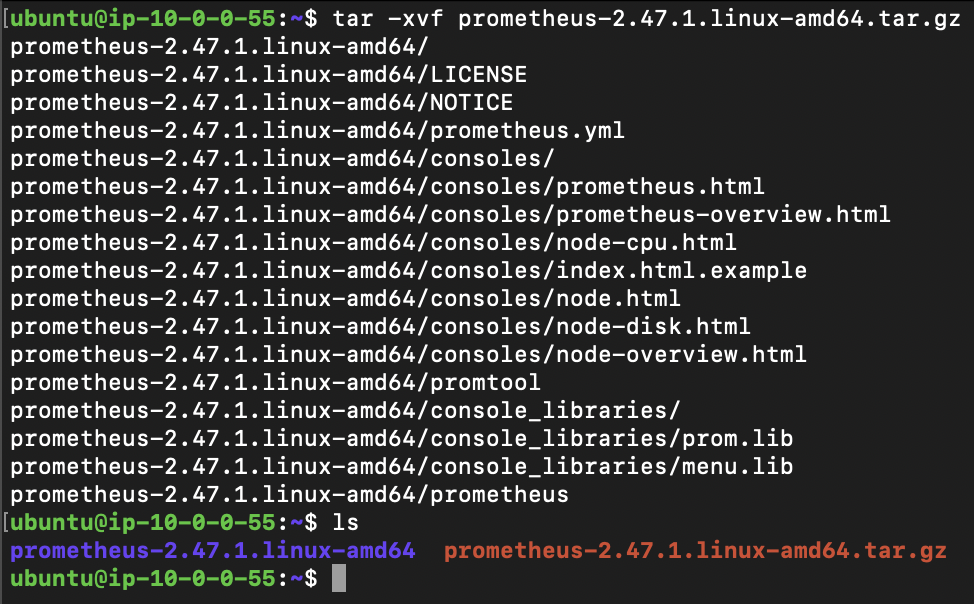 [ubuntu@ip-10-0-0-55:~$ tar -xvf prometheus-2.47.1.linux-amd64.tar.gz
prometheus-2.47.1.linux-amd64/
prometheus-2.47.1.linux-amd64/LICENSE
prometheus-2.47.1.linux-amd64/NOTICE
prometheus-2.47.1.linux-amd64/prometheus.yml
prometheus-2.47.1.linux-amd64/consoles/
prometheus-2.47.1.linux-amd64/consoles/prometheus.html
prometheus-2.47.1.linux-amd64/consoles/prometheus-overview.html
prometheus-2.47.1.linux-amd64/consoles/node-cpu.html
prometheus-2.47.1.linux-amd64/consoles/index.html.example
prometheus-2.47.1.linux-amd64/consoles/node.html
prometheus-2.47.1.linux-amd64/consoles/node-disk.html
prometheus-2.47.1.linux-amd64/consoles/node-overview.html
prometheus-2.47.1.linux-amd64/promtool
prometheus-2.47.1.linux-amd64/console_libraries/
prometheus-2.47.1.linux-amd64/console_libraries/prom.lib
prometheus-2.47.1.linux-amd64/console_libraries/menu.lib
prometheus-2.47.1.linux-amd64/prometheus
[ubuntu@ip-10-0-0-55:~$ ls
prometheus-2.47.1.linux-amd64  prometheus-2.47.1.linux-amd64.tar.gz
ubuntu@ip-10-0-0-55:~$